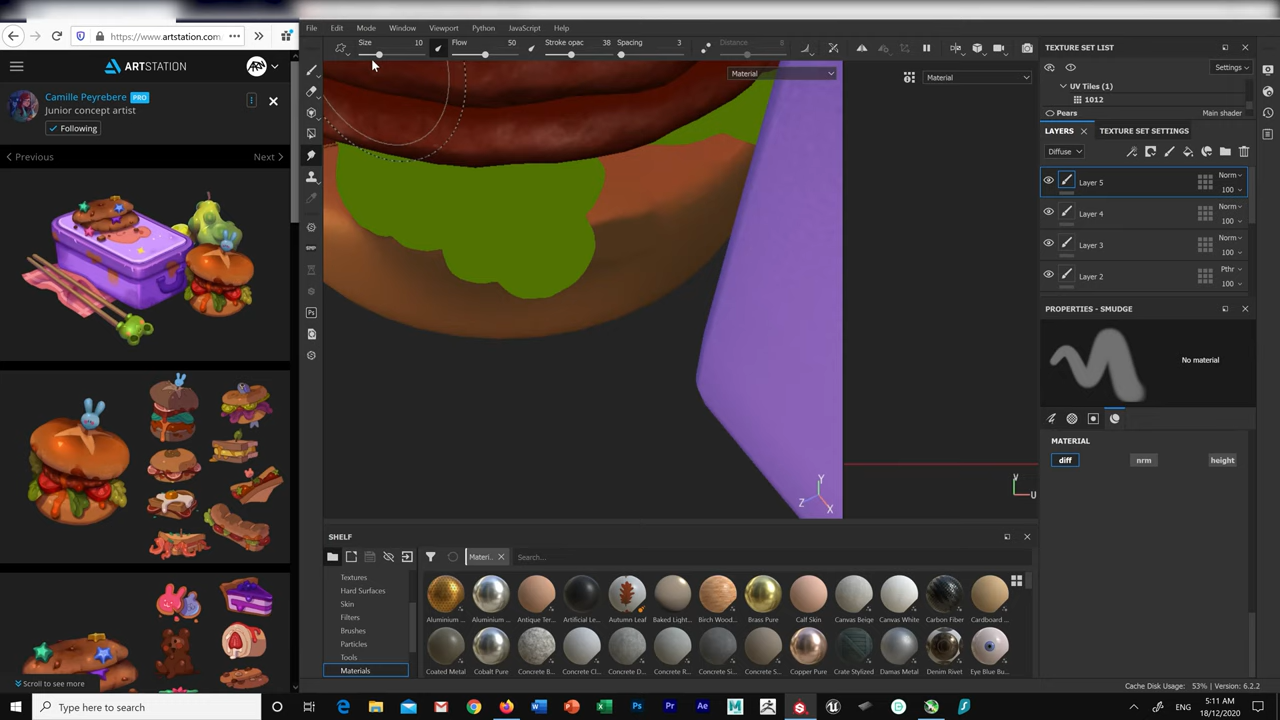 https://www.artstation.com
ARTSTATION
Camille Peyrebere PRO
Junior concept artist
Following
Previous
Next
Scroll to see more
File Edit Mode Window Viewport Python JavaScript Help
Size 10 Flow 50 Stroke opac 38 Spacing 3 Distance 8
Material
Material
Y
Z
X
V
U
TEXTURE SET LIST
Settings
UV Tiles (1)
1012
Pears Main shader
LAYERS TEXTURE SET SETTINGS
Diffuse
Layer 5 Norm 100
Layer 4 Norm 100
Layer 3 Norm 100
Layer 2 Pthr 100
PROPERTIES - SMUDGE
No material
MATERIAL
diff nrm height
SHELF
Materi... Search...
Textures
Hard Surfaces
Skin
Filters
Brushes
Particles
Tools
Materials
Aluminium ... Aluminium ... Antique Ter... Artificial Le... Autumn Leaf Baked Light... Birch Wood... Brass Pure Calf Skin Canvas Beige Canvas White Carbon Fiber Cardboard ...
Coated Metal Cobalt Pure Concrete B... Concrete Cl... Concrete D... Concrete R... Concrete Si... Concrete S... Copper Pure Crate Stylized Damas Metal Denim Rivet Eye Blue Bu...
Cache Disk Usage: 53% | Version: 6.2.2
Type here to search
ENG
5:11 AM
18/12/2020